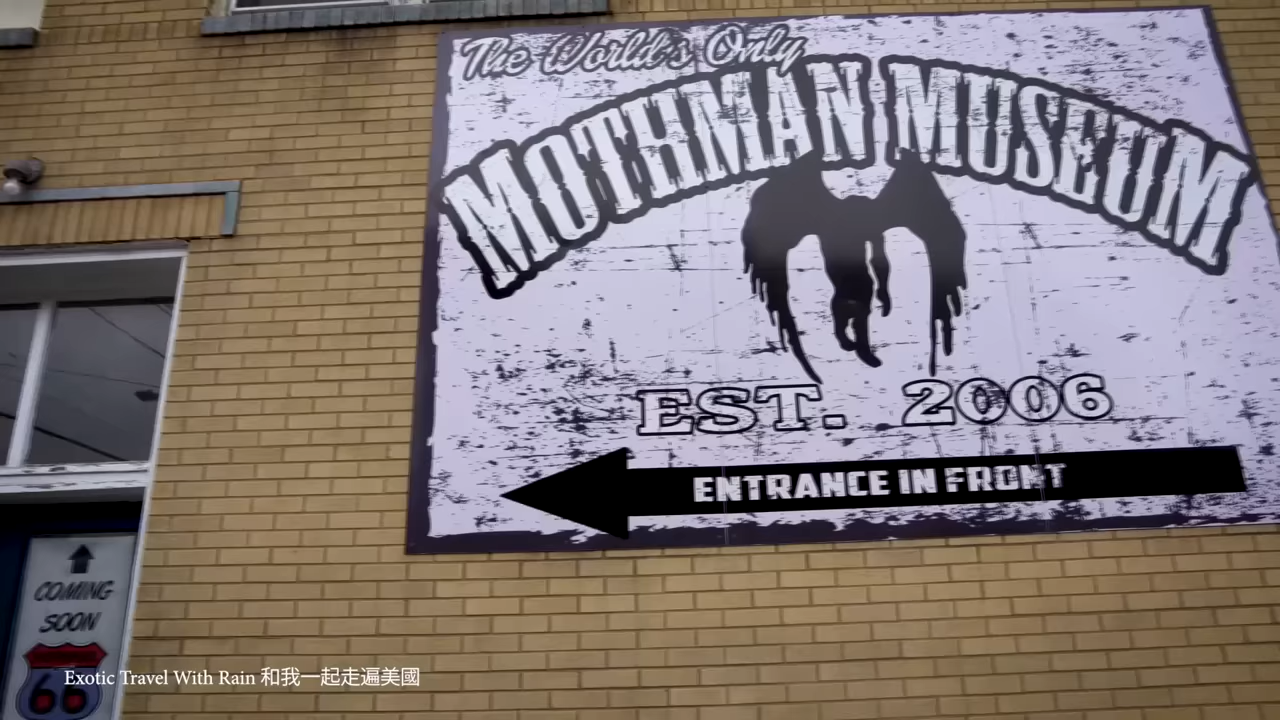 The World's Only
MOTHMAN MUSEUM
EST. 2006
ENTRANCE IN FRONT
COMING
SOON
66
Exotic Travel With Rain 和我一起走遍美國